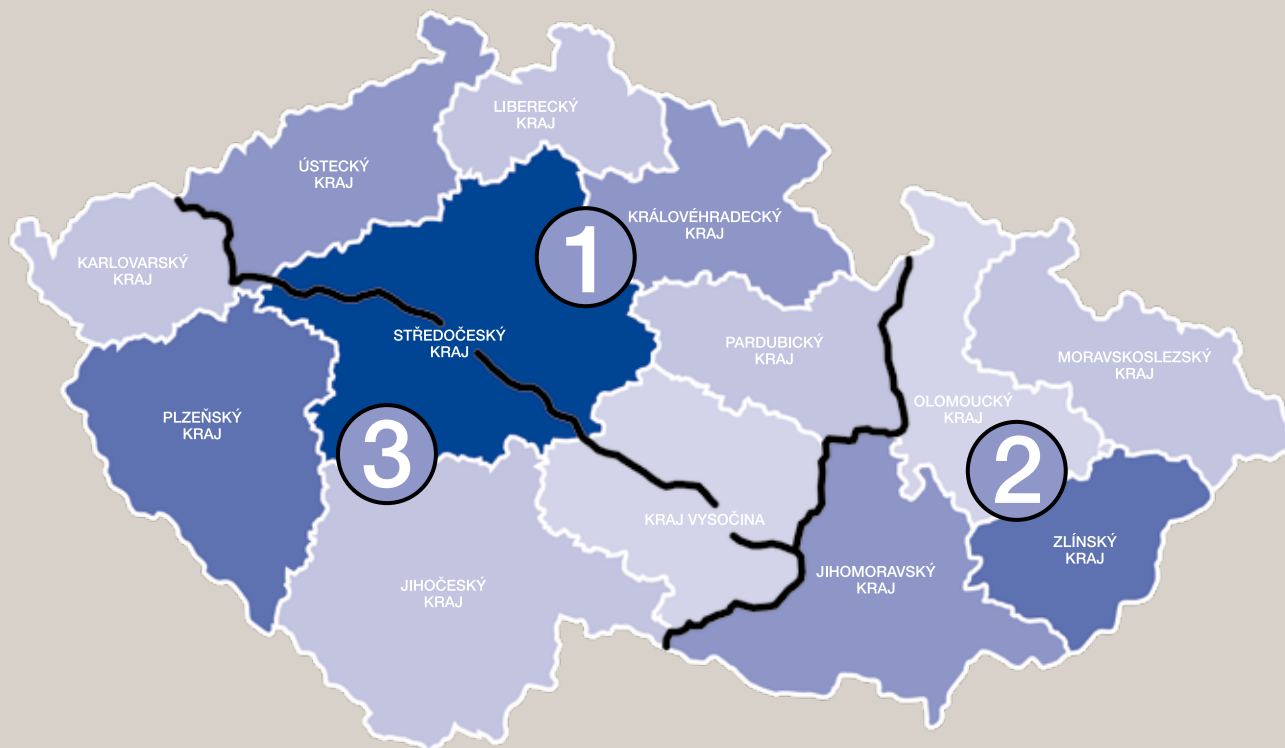 LIBERECKÝ
KRAJ
ÚSTECKÝ
KRAJ
KRÁLOVÉHRADECKÝ
KRAJ
1
KARLOVARSKÝ
KRAJ
STŘEDOČESKÝ
KRAJ
PARDUBICKÝ
KRAJ
MORAVSKOSLEZSKÝ
KRAJ
OLOMOUCKÝ
KRAJ
PLZEŇSKÝ
KRAJ
3
2
KRAJ VYSOČINA
ZLÍNSKÝ
KRAJ
JIHOMORAVSKÝ
KRAJ
JIHOČESKÝ
KRAJ